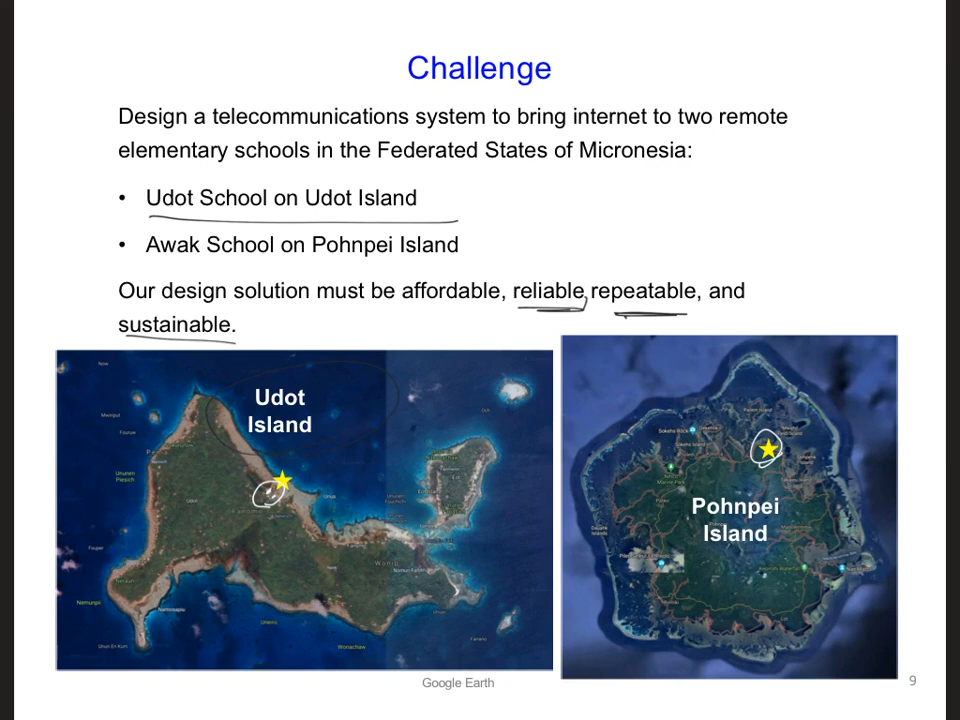 Challenge
Design a telecommunications system to bring internet to two remote
elementary schools in the Federated States of Micronesia:
• Udot School on Udot Island
• Awak School on Pohnpei Island
Our design solution must be affordable, reliable, repeatable, and
sustainable.
Udot
Island
Pohnpei
Island
Google Earth
9